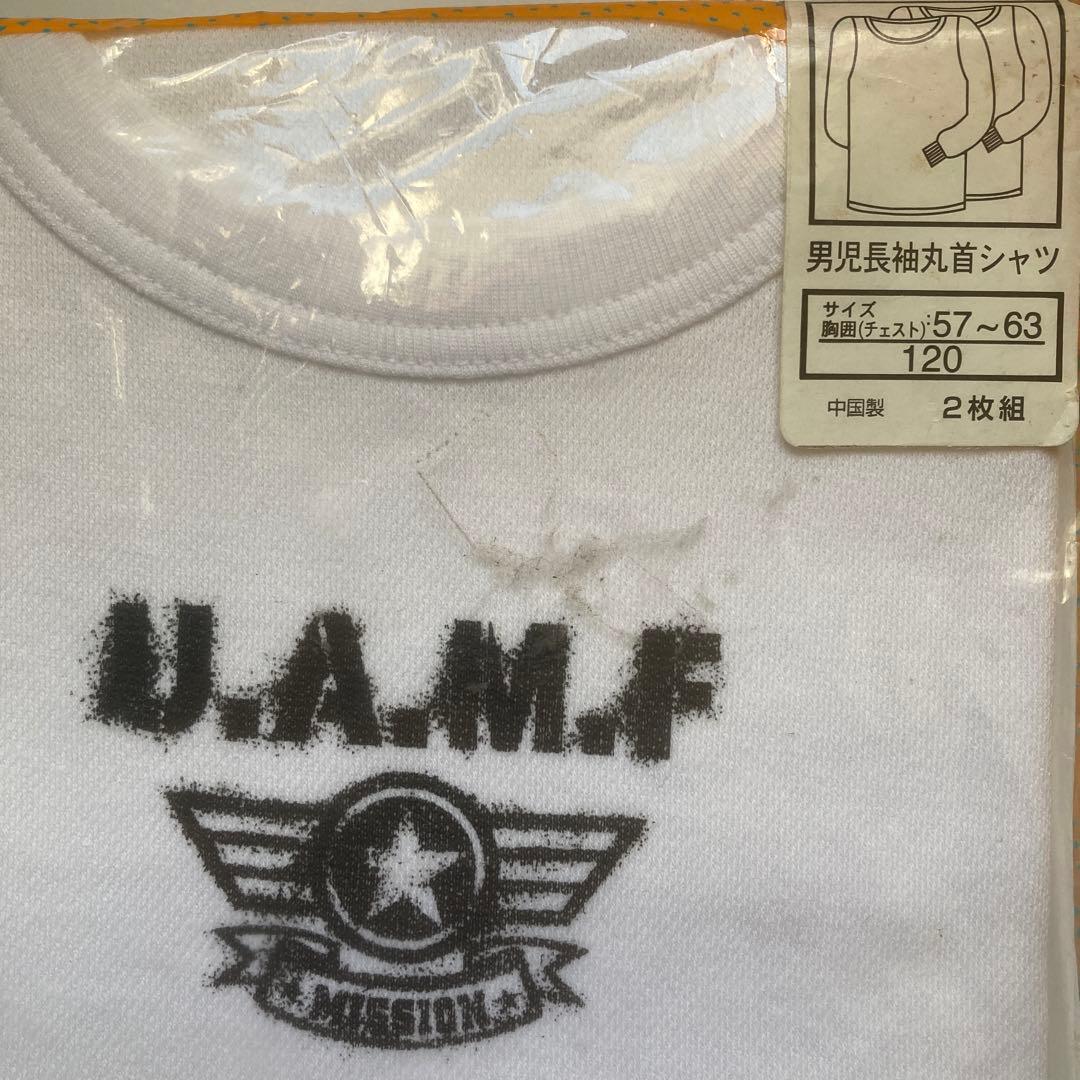 男児長袖丸首シャツ
サイズ
胸囲(チェスト):57～63
120
中国製 2枚組
U.A.M.F
MISSION